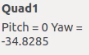 Quad1
Pitch = 0 Yaw =
-34.8285